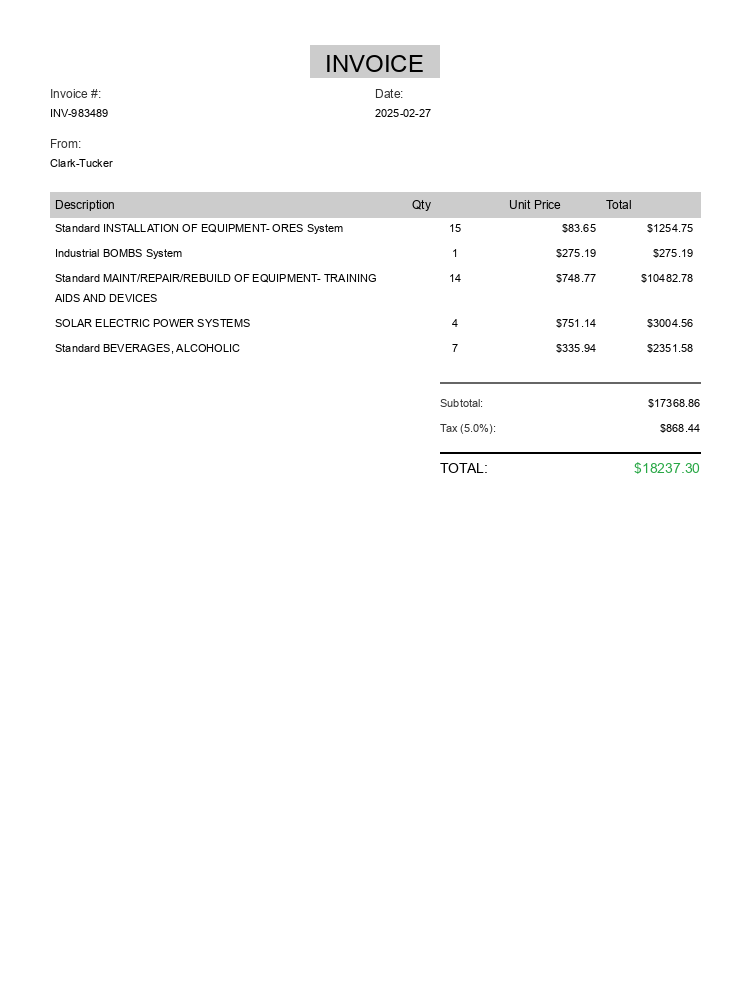 INVOICE
Invoice #: Date:
INV-983489 2025-02-27
From:
Clark-Tucker
Description Qty Unit Price Total
Standard INSTALLATION OF EQUIPMENT- ORES System 15 $83.65 $1254.75
Industrial BOMBS System 1 $275.19 $275.19
Standard MAINT/REPAIR/REBUILD OF EQUIPMENT- TRAINING 14 $748.77 $10482.78
AIDS AND DEVICES
SOLAR ELECTRIC POWER SYSTEMS 4 $751.14 $3004.56
Standard BEVERAGES, ALCOHOLIC 7 $335.94 $2351.58
Subtotal: $17368.86
Tax (5.0%): $868.44
TOTAL: $18237.30